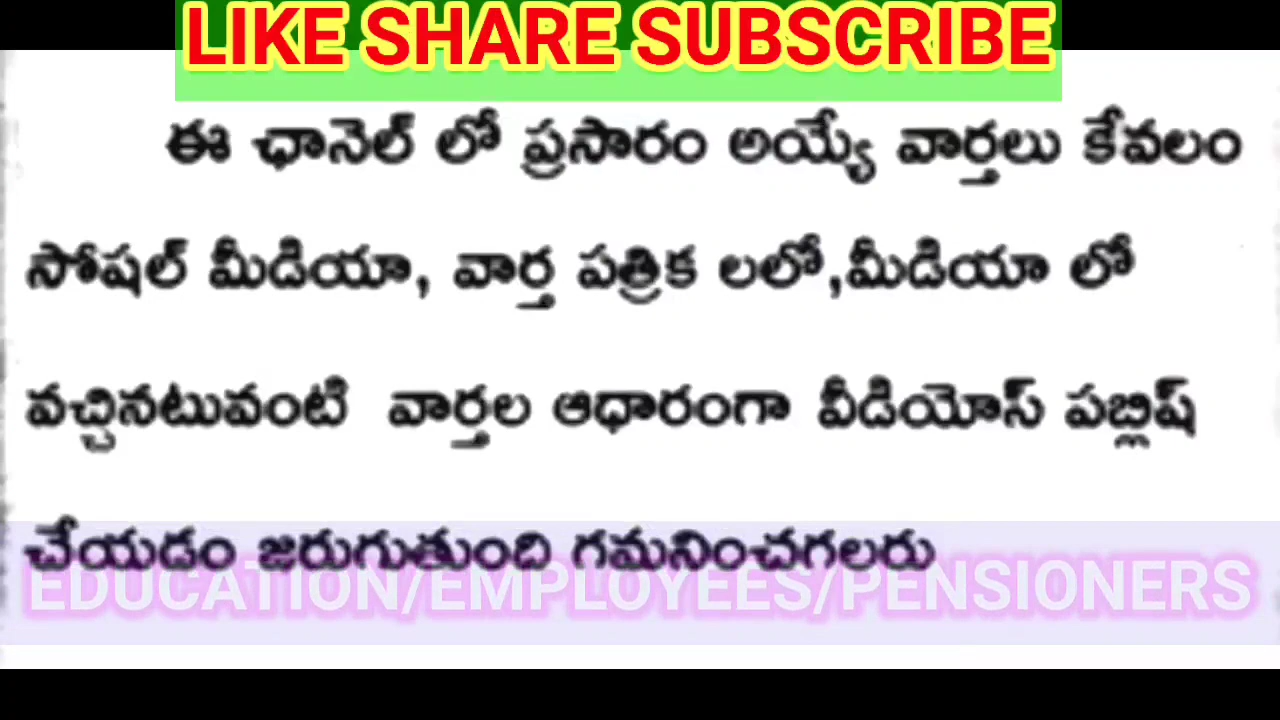 LIKE SHARE SUBSCRIBE
ఈ ఛానెల్ లో ప్రసారం అయ్యే వార్తలు కేవలం
సోషల్ మీడియా, వార్త పత్రిక లలో,మీడియా లో
వచ్చినటువంటి వార్తల ఆధారంగా వీడియోస్ పబ్లిష్
చేయడం జరుగుతుంది గమనించగలరు
EDUCATION/EMPLOYEES/PENSIONERS